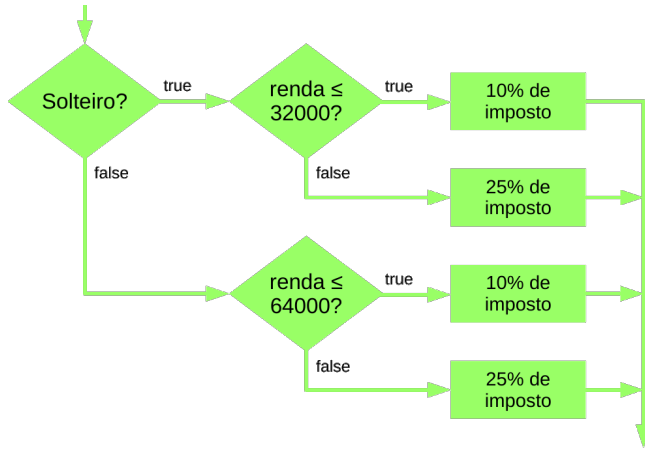 Solteiro?
true
renda ≤
32000?
true
10% de
imposto
false
25% de
imposto
false
renda ≤
64000?
true
10% de
imposto
false
25% de
imposto